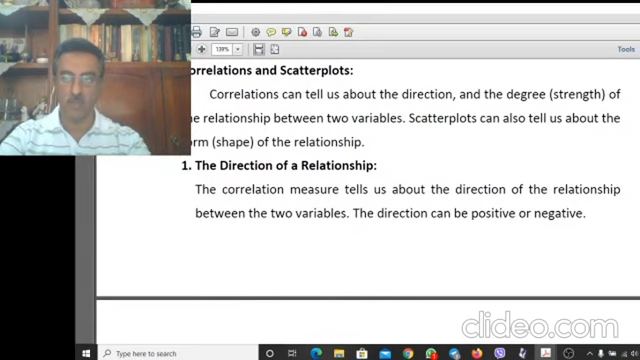 139%
Tools
orrelations and Scatterplots:
Correlations can tell us about the direction, and the degree (strength) of
he relationship between two variables. Scatterplots can also tell us about the
orm (shape) of the relationship.
1. The Direction of a Relationship:
The correlation measure tells us about the direction of the relationship
between the two variables. The direction can be positive or negative.
clideo.com
Type here to search